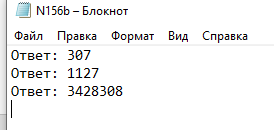 N156b – Блокнот
Файл Правка Формат Вид Справка
Ответ: 307
Ответ: 1127
Ответ: 3428308